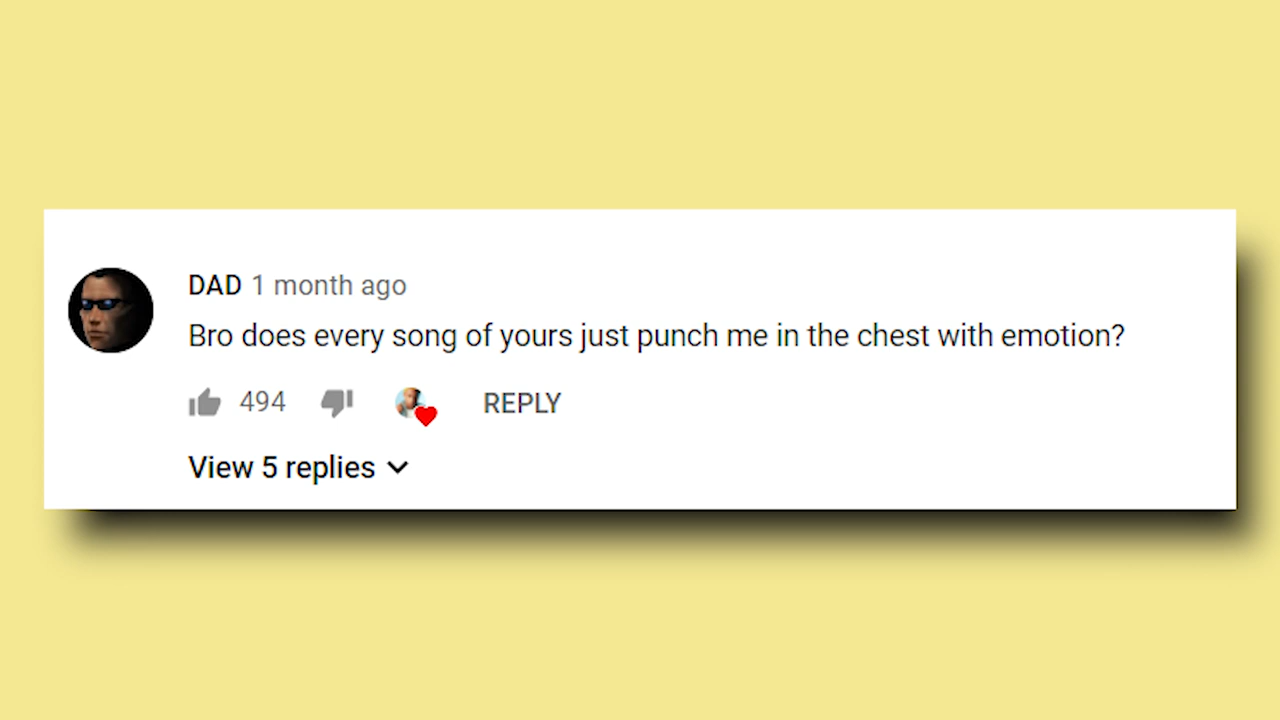 DAD 1 month ago
Bro does every song of yours just punch me in the chest with emotion?
494 REPLY
View 5 replies